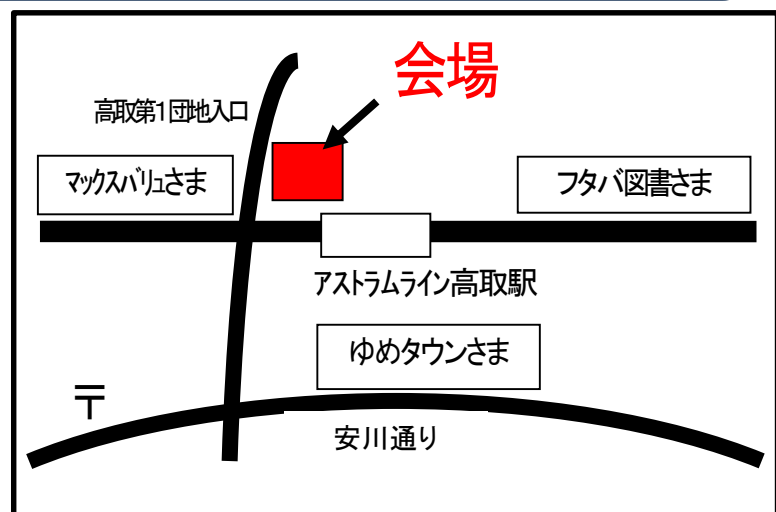 会場
高取第1団地入口
マックスバリュさま
フタバ図書さま
アストラムライン高取駅
ゆめタウンさま
〒
安川通り